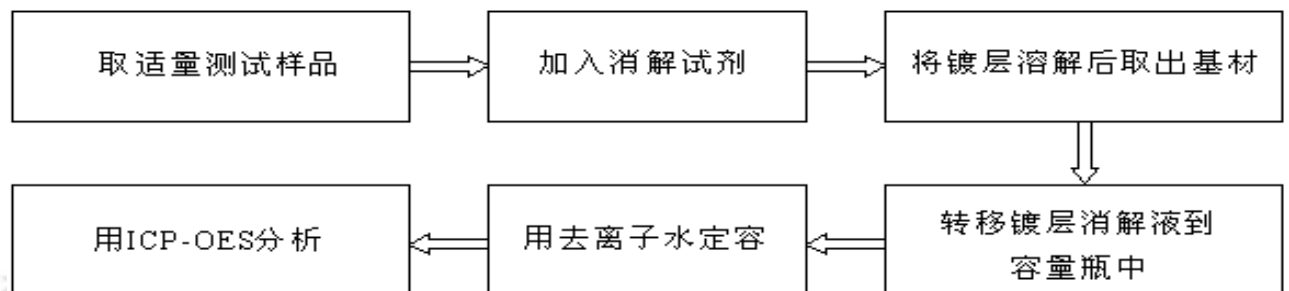 取适量测试样品
加入消解试剂
将镀层溶解后取出基材
转移镀层消解液到
容量瓶中
用去离子水定容
用ICP-OES分析